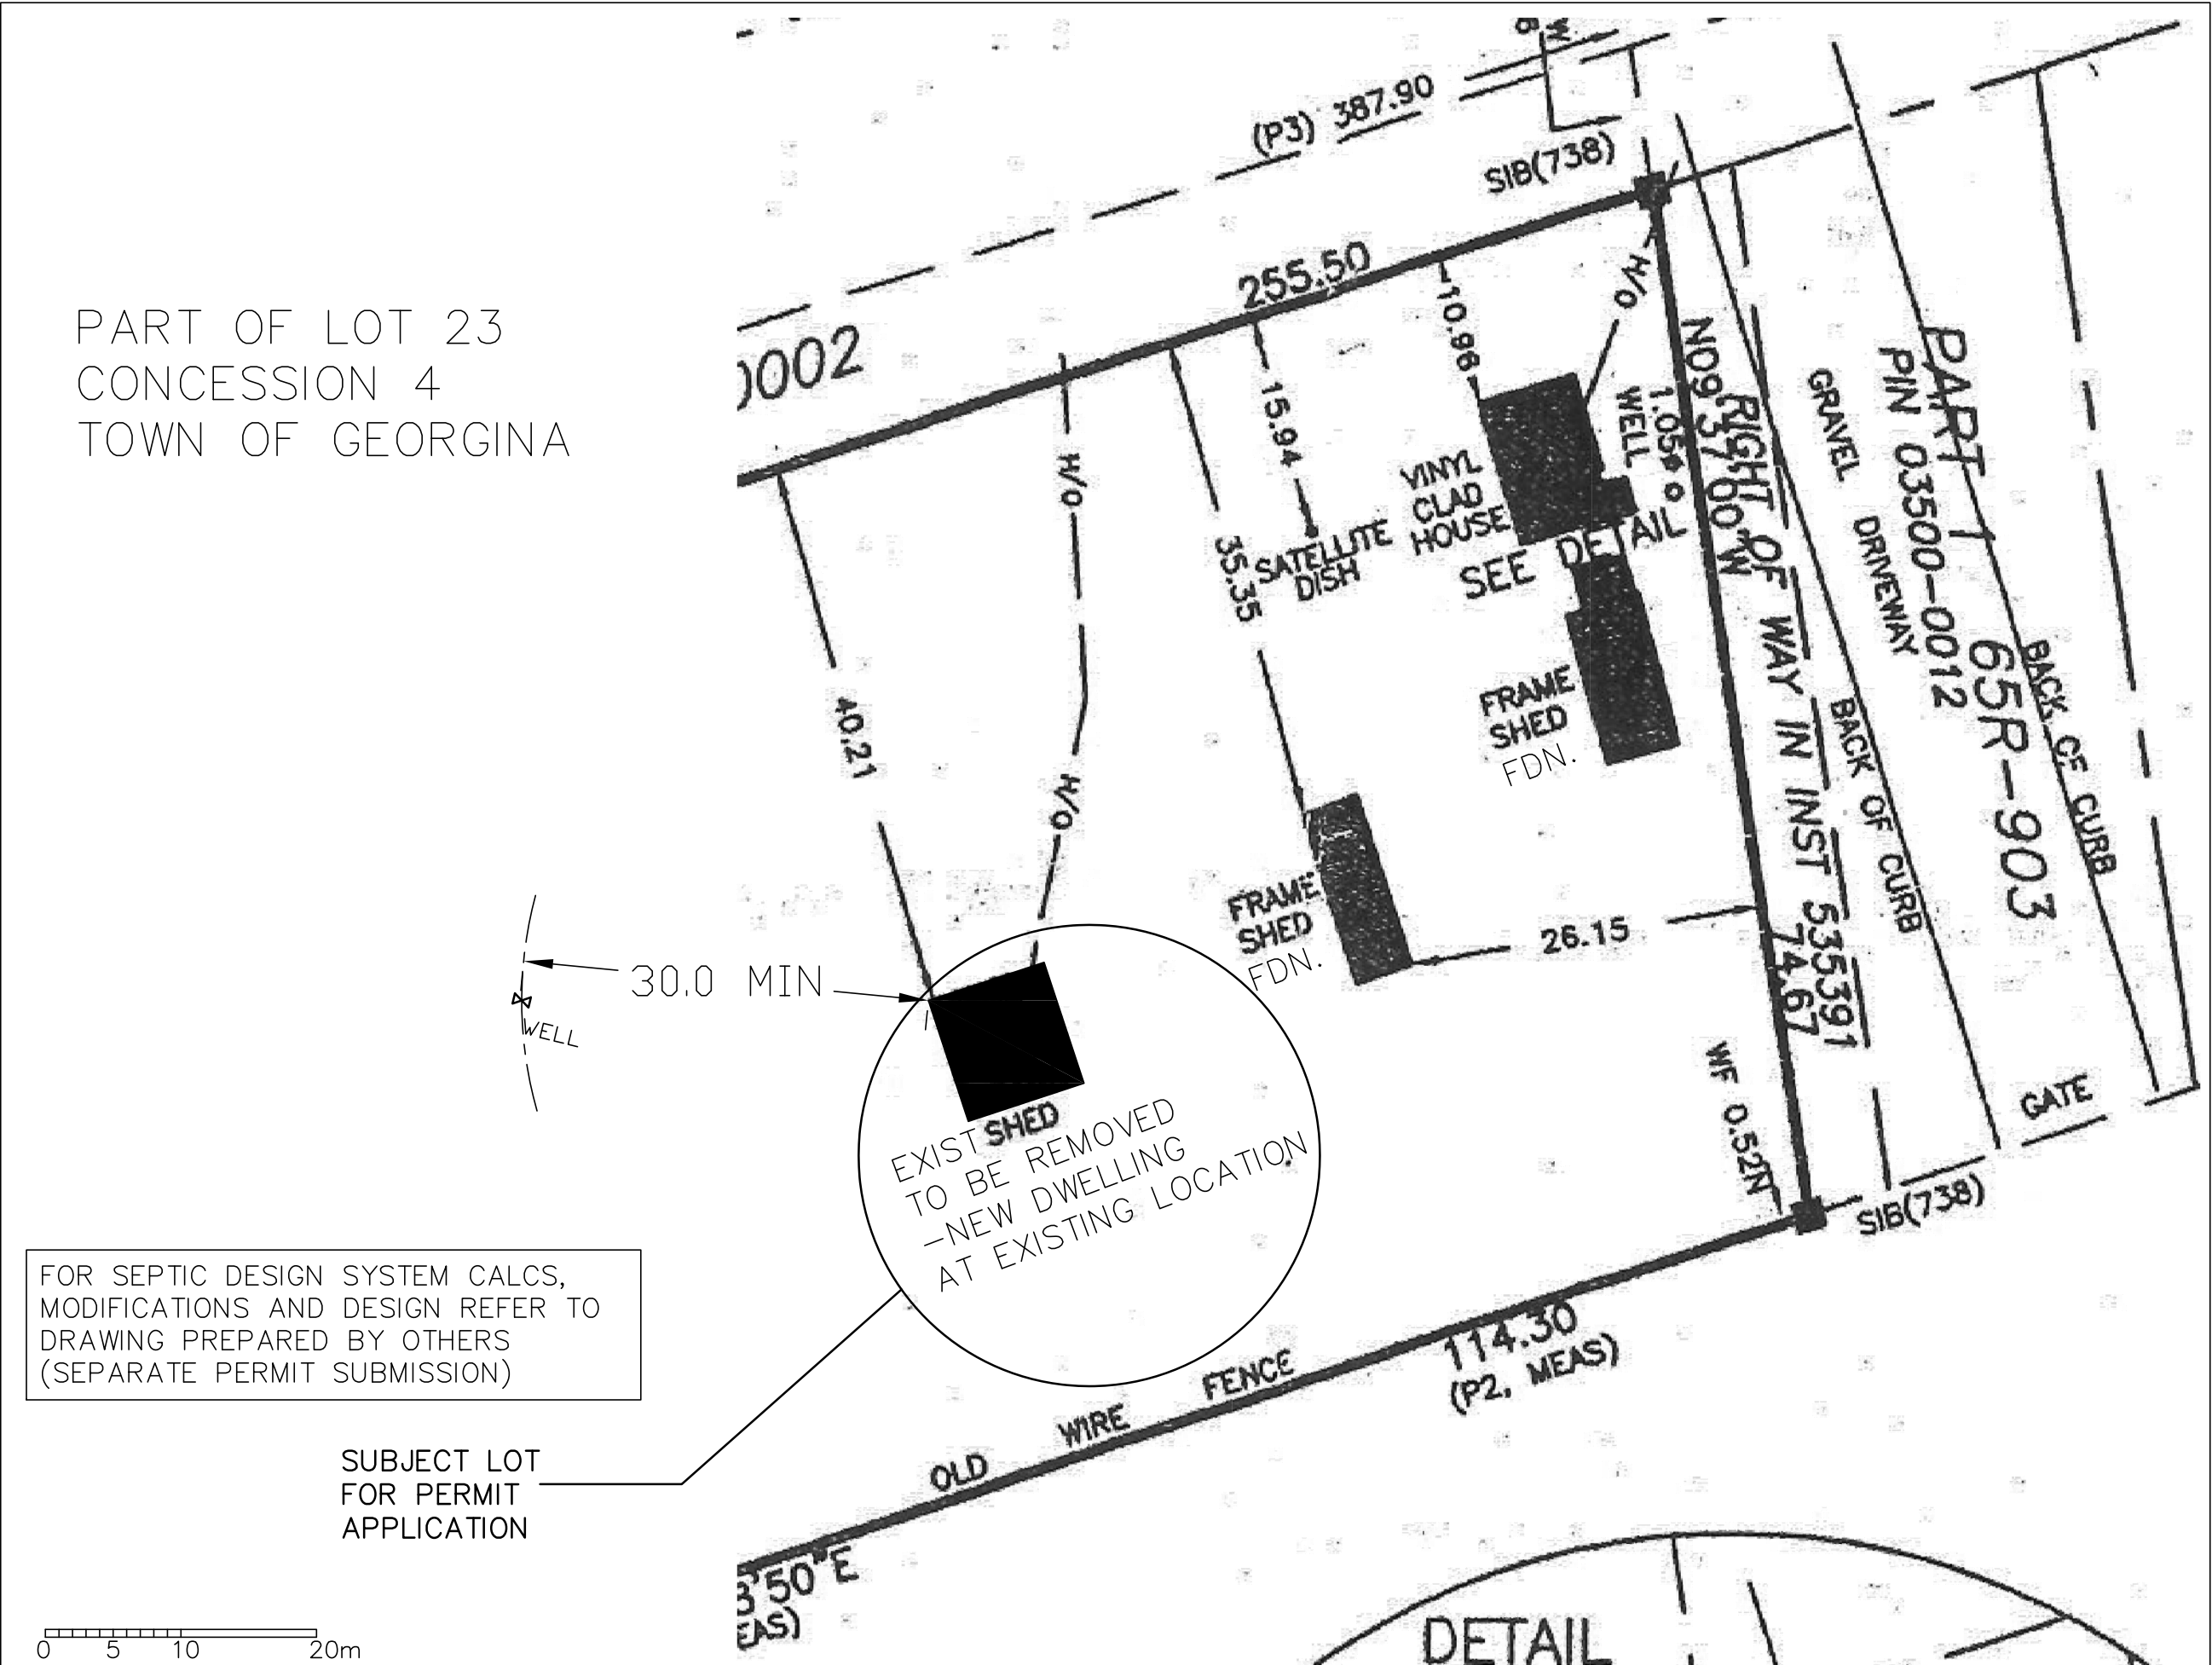 (P3) 387.90
SIB(738)
255.50
0002
PART OF LOT 23
CONCESSION 4
TOWN OF GEORGINA
10.96
H/O
15.94
H/O
35.35
40.21
H/O
SATELLITE
DISH
VINYL
CLAD
HOUSE
SEE DETAIL
1.05
WELL
N09°37'00"W
RIGHT OF WAY IN INST 535391
74.67
GRAVEL DRIVEWAY
PART 1 65R-903
PIN 03500-0012
BACK OF CURB
BACK OF CURB
FRAME
SHED
FDN.
FRAME
SHED
FDN.
26.15
30.0 MIN
WELL
EXIST SHED
TO BE REMOVED
-NEW DWELLING
AT EXISTING LOCATION
WF 0.52N
GATE
SIB(738)
FOR SEPTIC DESIGN SYSTEM CALCS,
MODIFICATIONS AND DESIGN REFER TO
DRAWING PREPARED BY OTHERS
(SEPARATE PERMIT SUBMISSION)
114.30
(P2, MEAS)
OLD WIRE FENCE
SUBJECT LOT
FOR PERMIT
APPLICATION
50"E
EAS)
DETAIL
0 5 10 20m